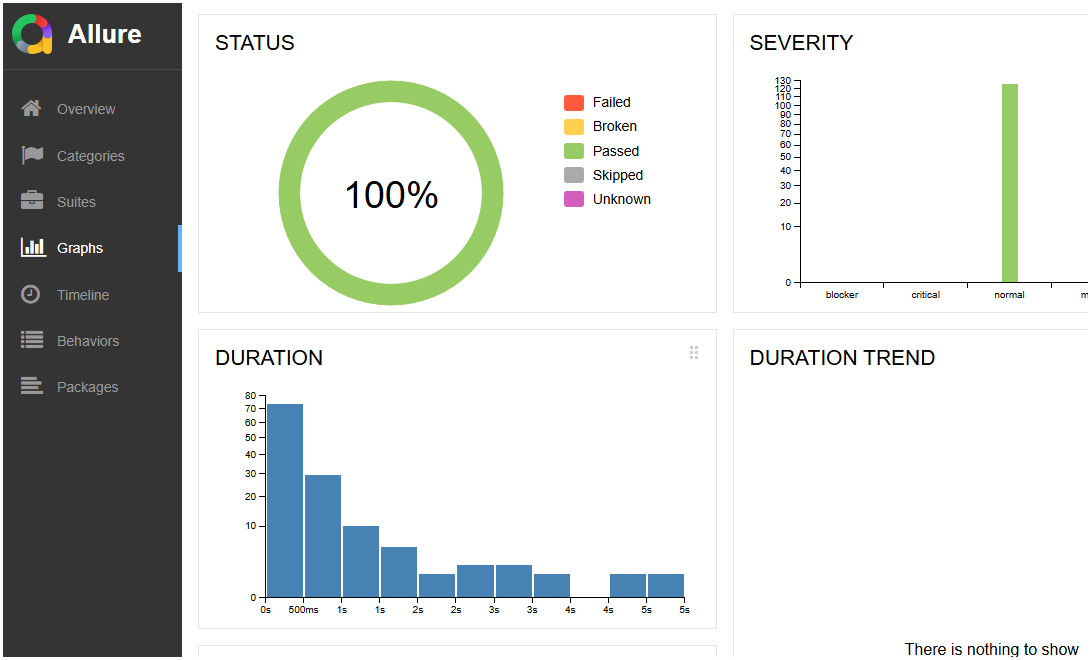 Allure
Overview
Categories
Suites
Graphs
Timeline
Behaviors
Packages
STATUS
100%
Failed
Broken
Passed
Skipped
Unknown
SEVERITY
130
120
110
100
90
80
70
60
50
40
30
20
10
0
blocker critical normal m
DURATION
80
70
60
50
40
30
20
10
0
0s 500ms 1s 1s 2s 2s 3s 3s 4s 4s 5s 5s
DURATION TREND
There is nothing to show